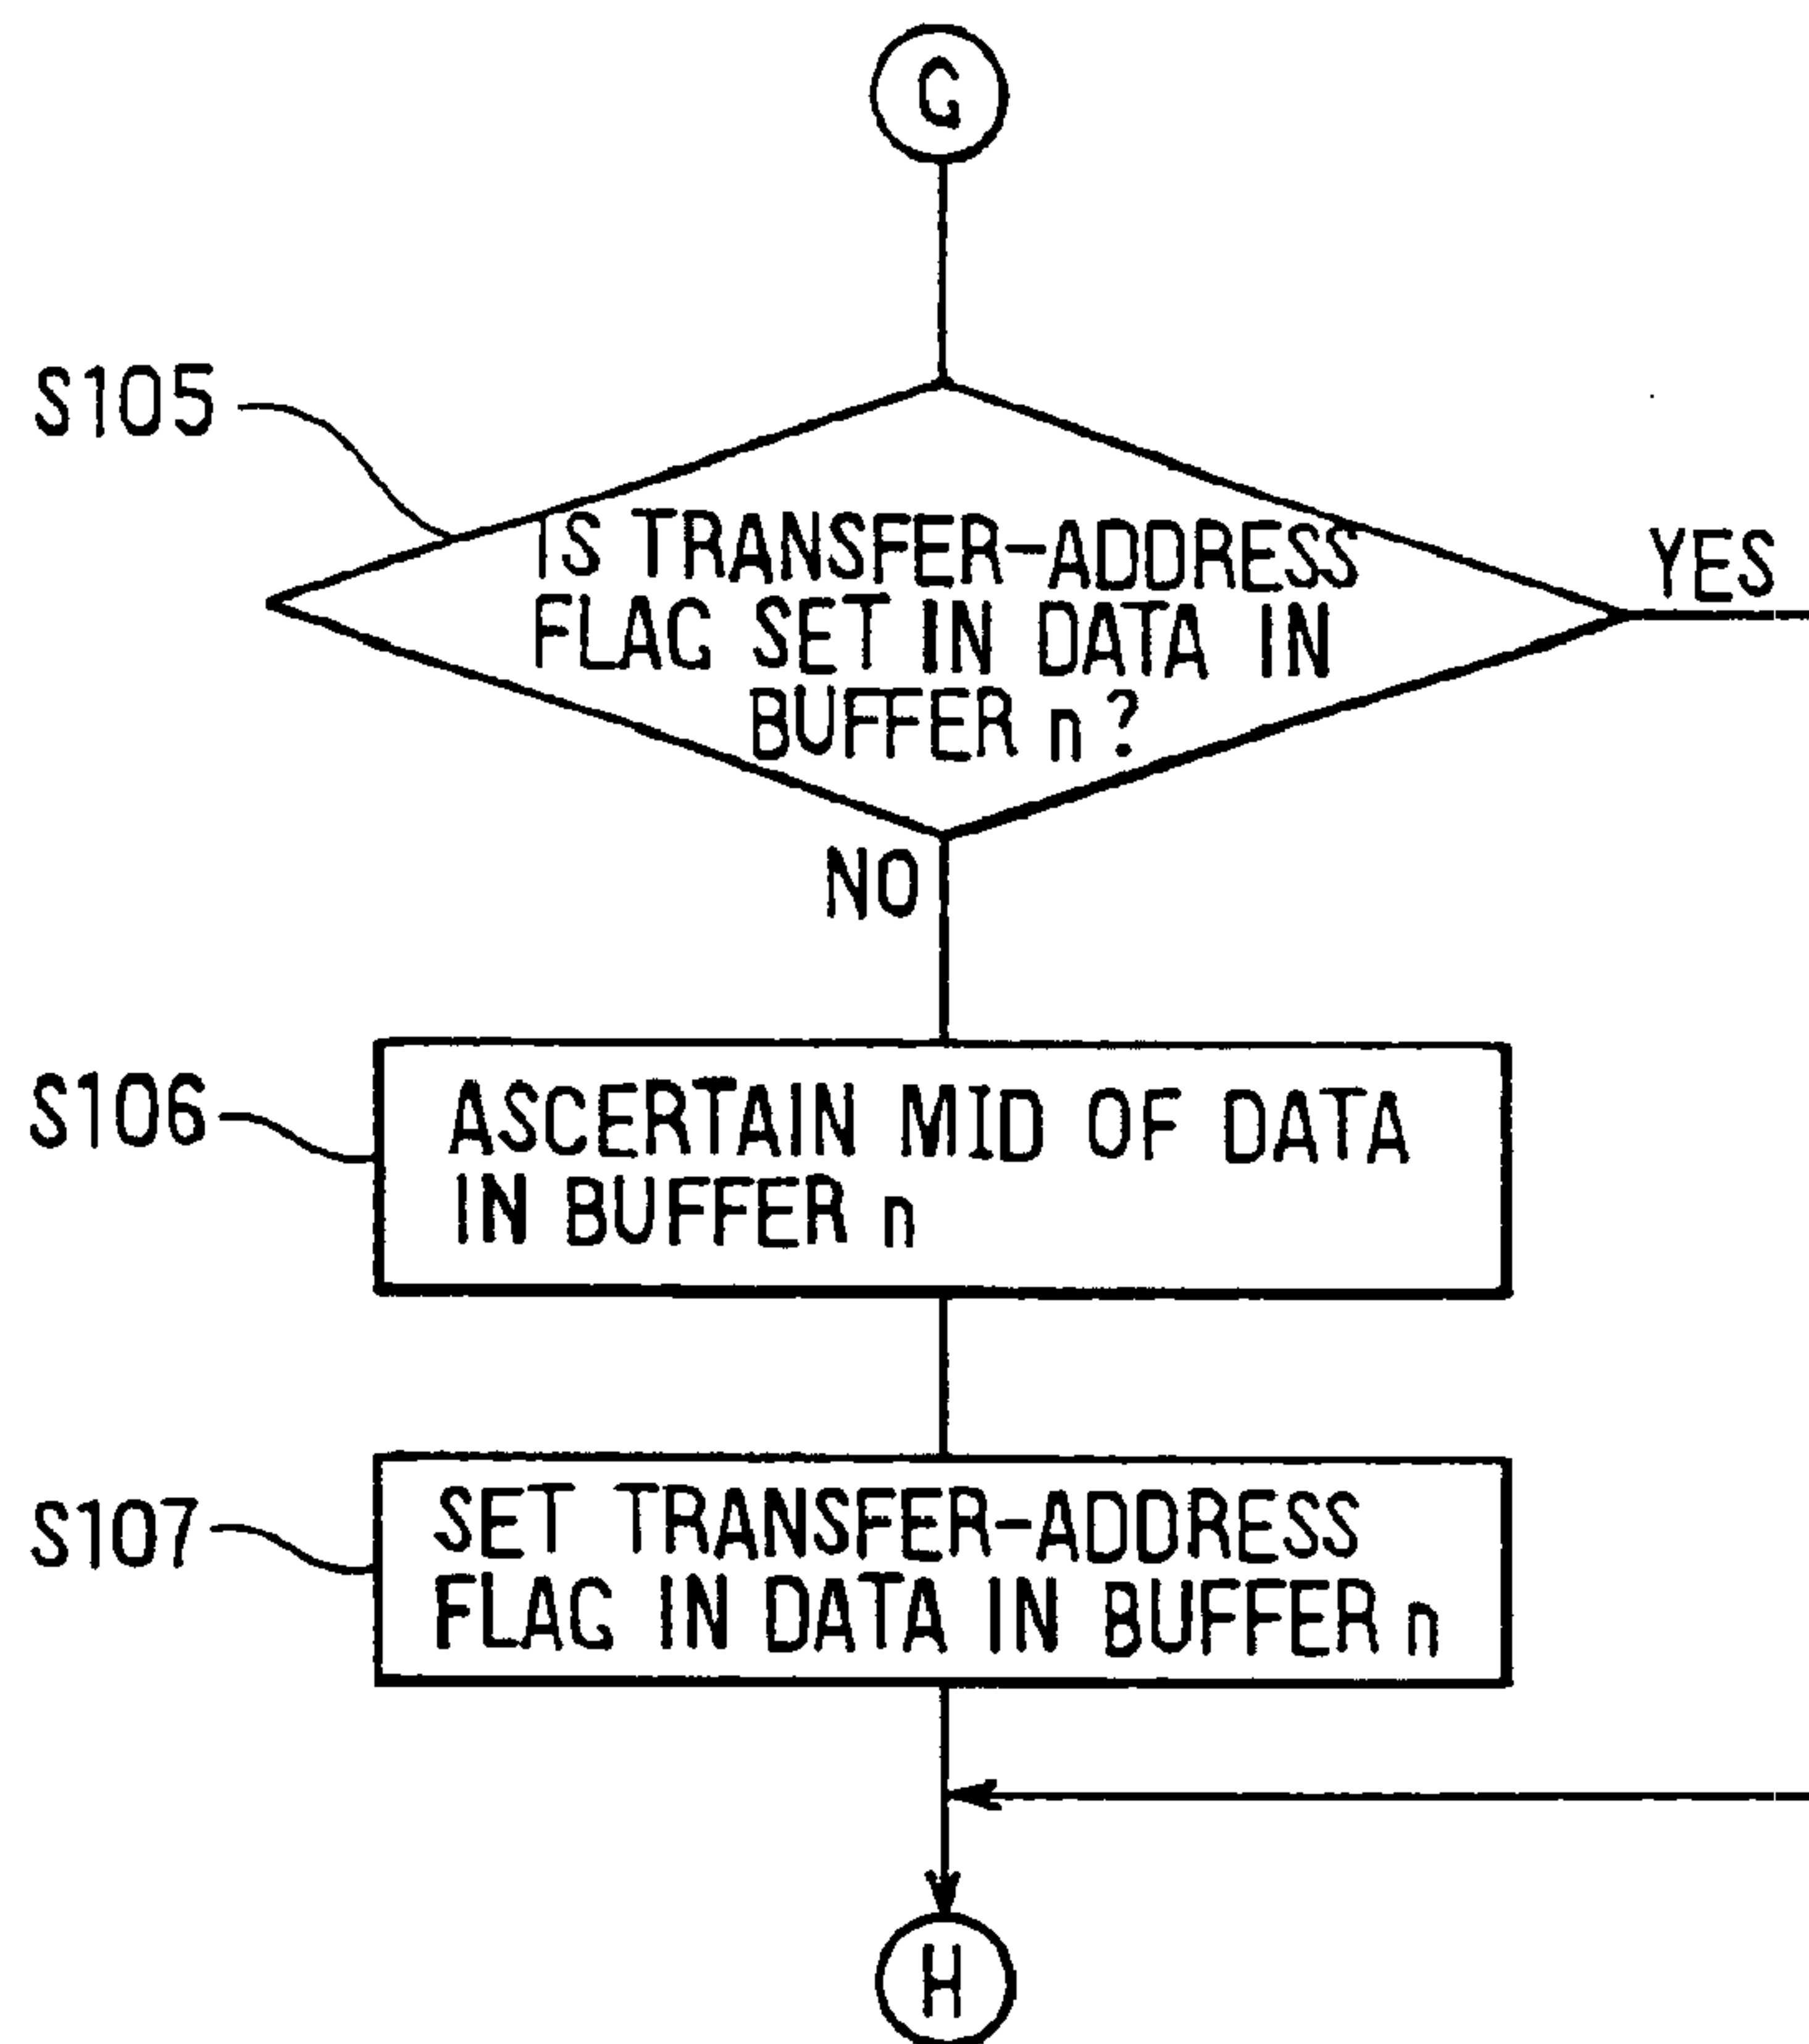 G
S105
IS TRANSFER-ADDRESS
FLAG SET IN DATA IN
BUFFER n?
YES
NO
S106
ASCERTAIN MID OF DATA
IN BUFFER n
S107
SET TRANSFER-ADDRESS
FLAG IN DATA IN BUFFER n
H